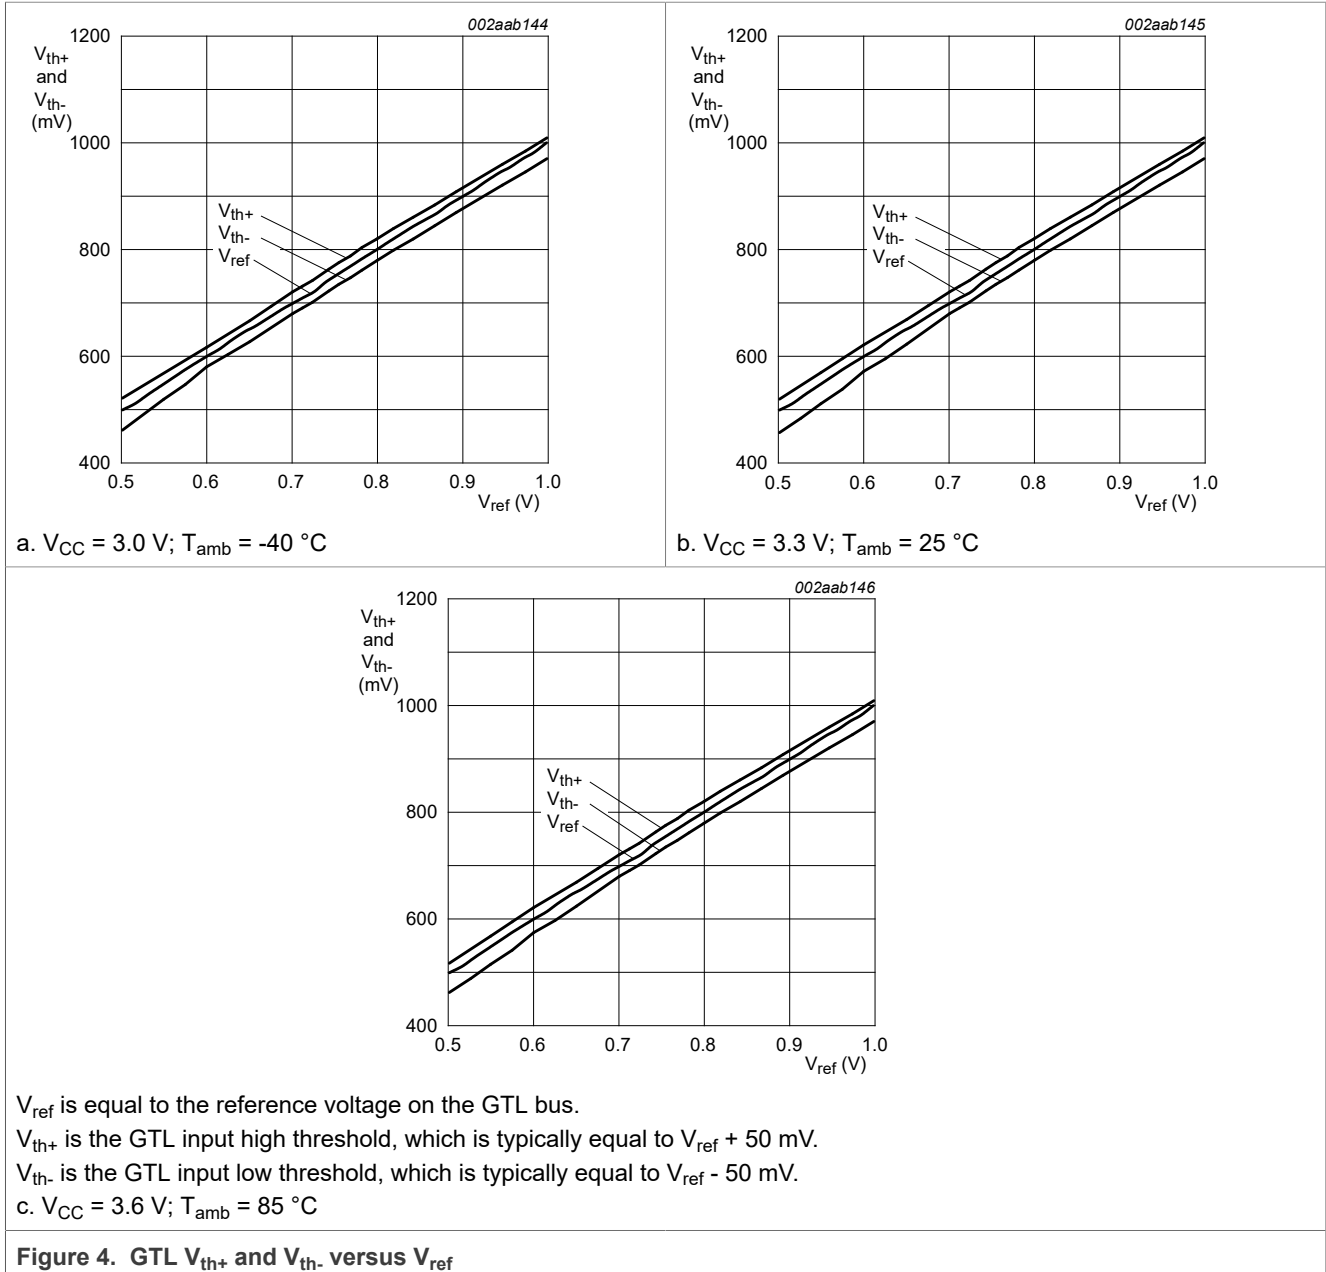 002aab144
1200
Vth+
and
Vth-
(mV)
1000
800
600
400
Vth+
Vth-
Vref
0.5 0.6 0.7 0.8 0.9 1.0
Vref (V)
a. VCC = 3.0 V; Tamb = -40 °C
002aab145
1200
Vth+
and
Vth-
(mV)
1000
800
600
400
Vth+
Vth-
Vref
0.5 0.6 0.7 0.8 0.9 1.0
Vref (V)
b. VCC = 3.3 V; Tamb = 25 °C
002aab146
1200
Vth+
and
Vth-
(mV)
1000
800
600
400
Vth+
Vth-
Vref
0.5 0.6 0.7 0.8 0.9 1.0
Vref (V)
Vref is equal to the reference voltage on the GTL bus.
Vth+ is the GTL input high threshold, which is typically equal to Vref + 50 mV.
Vth- is the GTL input low threshold, which is typically equal to Vref - 50 mV.
c. VCC = 3.6 V; Tamb = 85 °C
Figure 4. GTL Vth+ and Vth- versus Vref